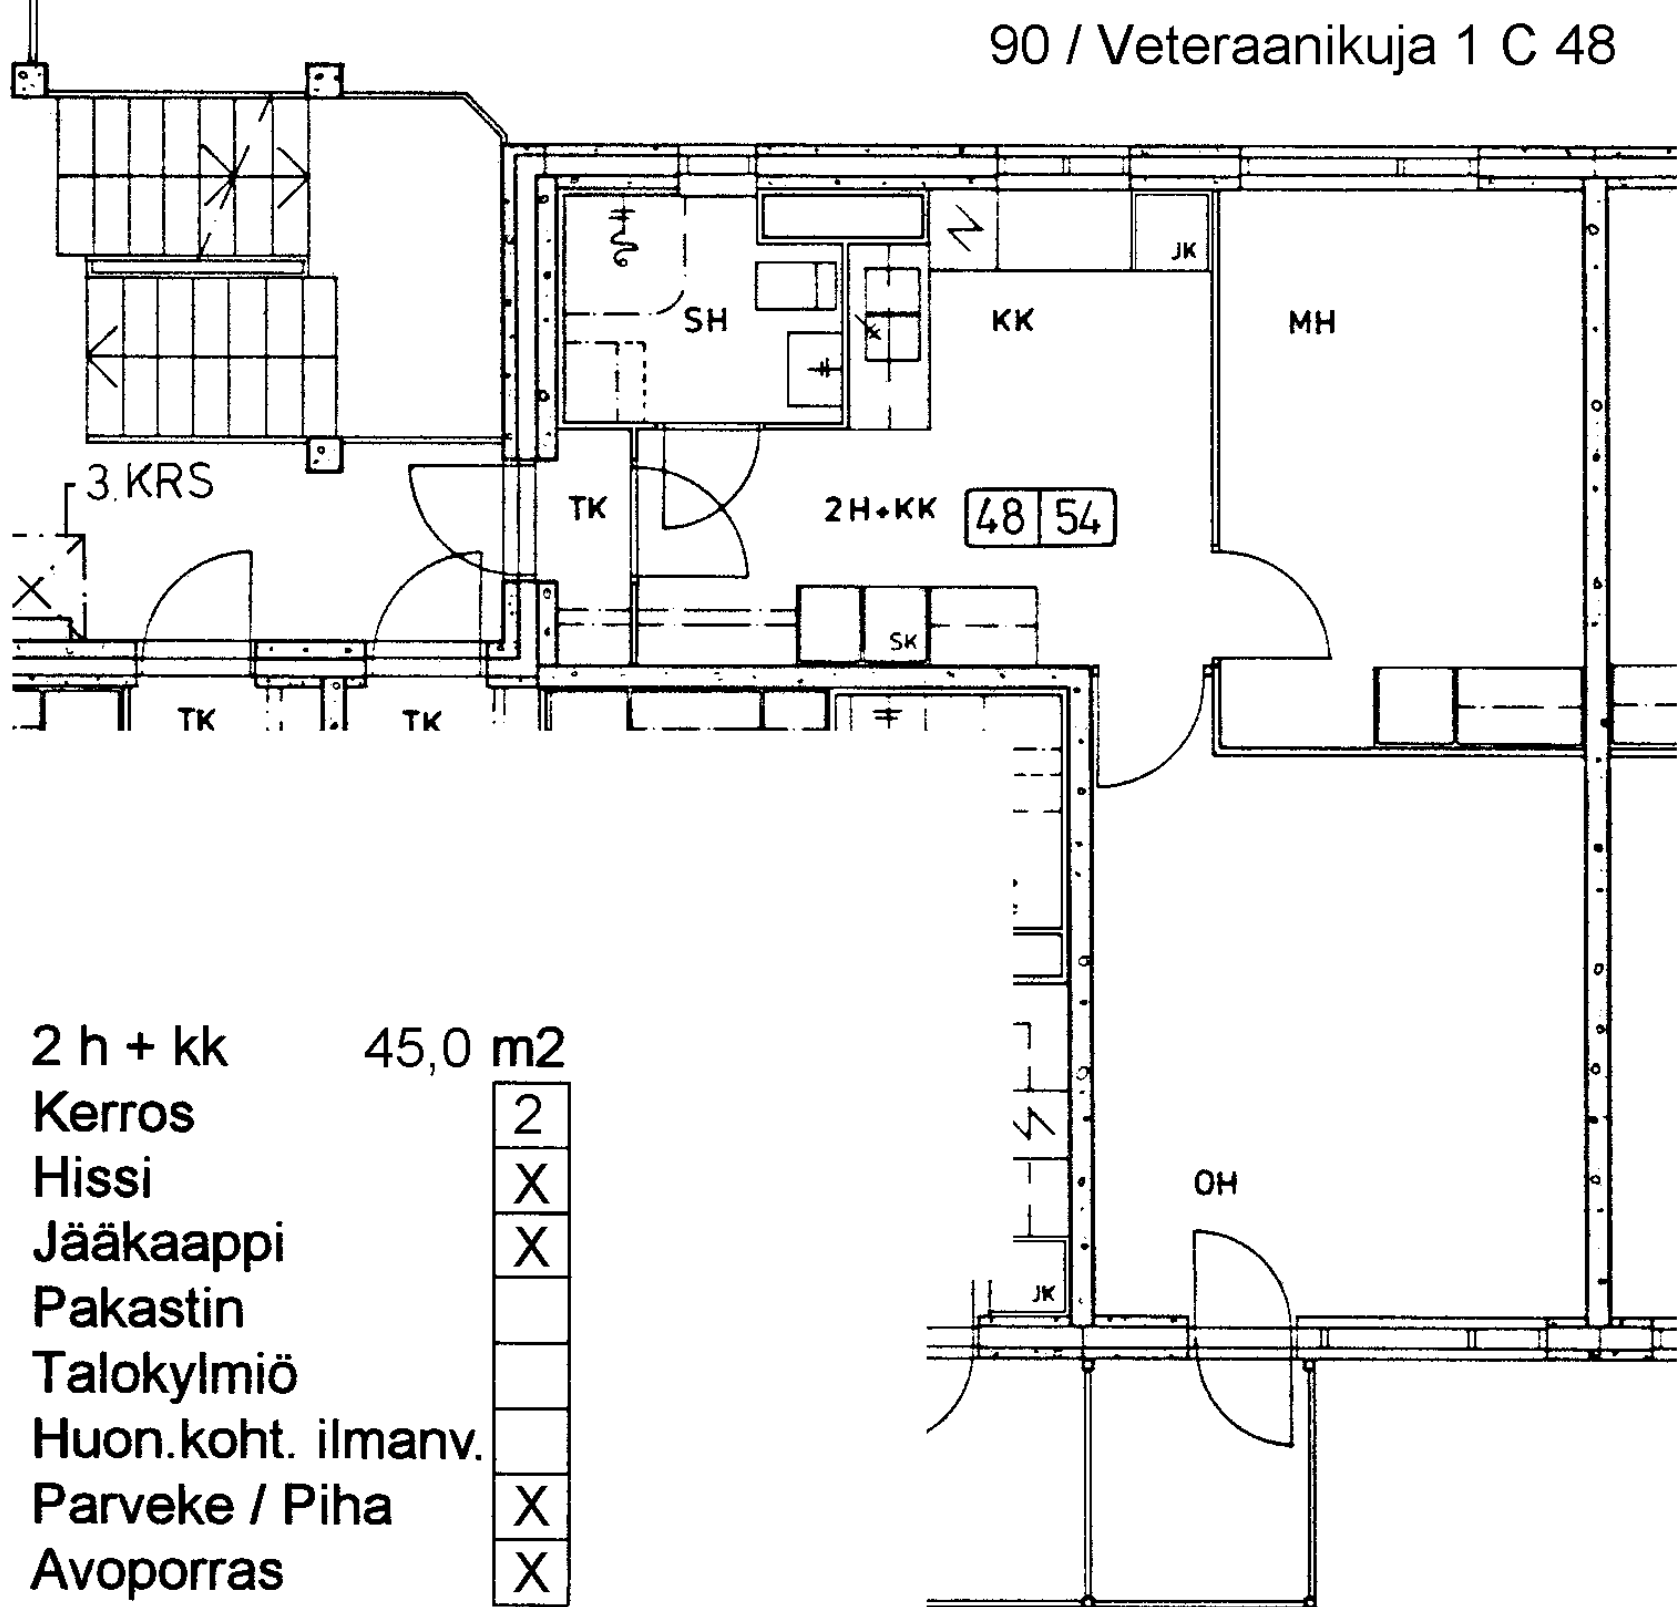 90 / Veteraanikuja 1 C 48
JK
SH
KK
MH
3.KRS
TK
2H+KK
48 54
SK
TK
TK
OH
JK
2 h + kk 45,0 m2
Kerros 2
Hissi X
Jääkaappi X
Pakastin
Talokylmiö
Huon.koht. ilmanv.
Parveke / Piha X
Avoporras X